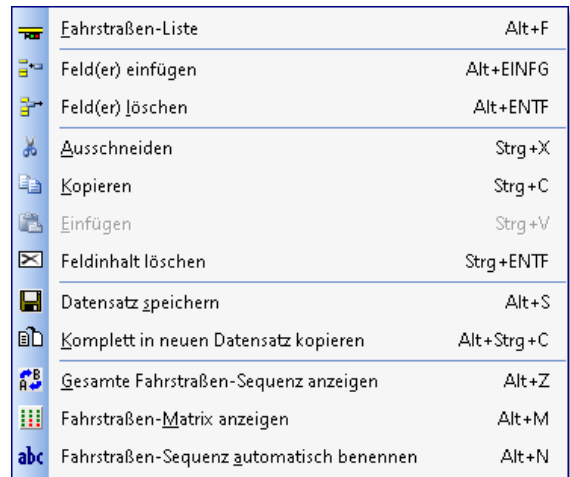 Fahrstraßen-Liste Alt+F
Feld(er) einfügen Alt+EINFG
Feld(er) löschen Alt+ENTF
Ausschneiden Strg+X
Kopieren Strg+C
Einfügen Strg+V
Feldinhalt löschen Strg+ENTF
Datensatz speichern Alt+S
Komplett in neuen Datensatz kopieren Alt+Strg+C
B A Gesamte Fahrstraßen-Sequenz anzeigen Alt+Z
Fahrstraßen-Matrix anzeigen Alt+M
abc Fahrstraßen-Sequenz automatisch benennen Alt+N